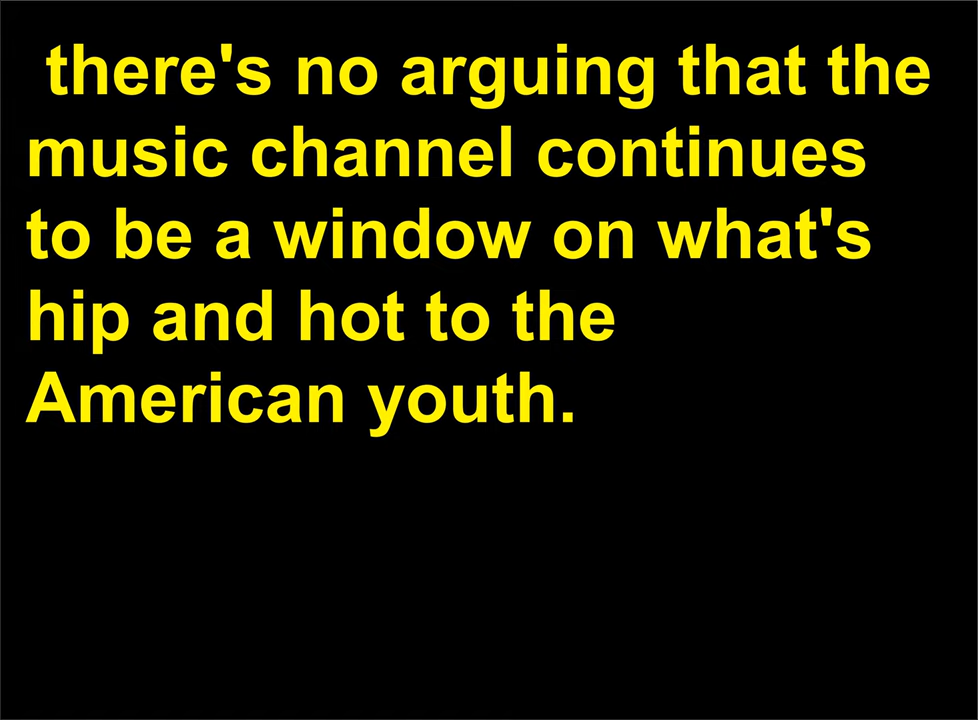 there's no arguing that the
music channel continues
to be a window on what's
hip and hot to the
American youth.